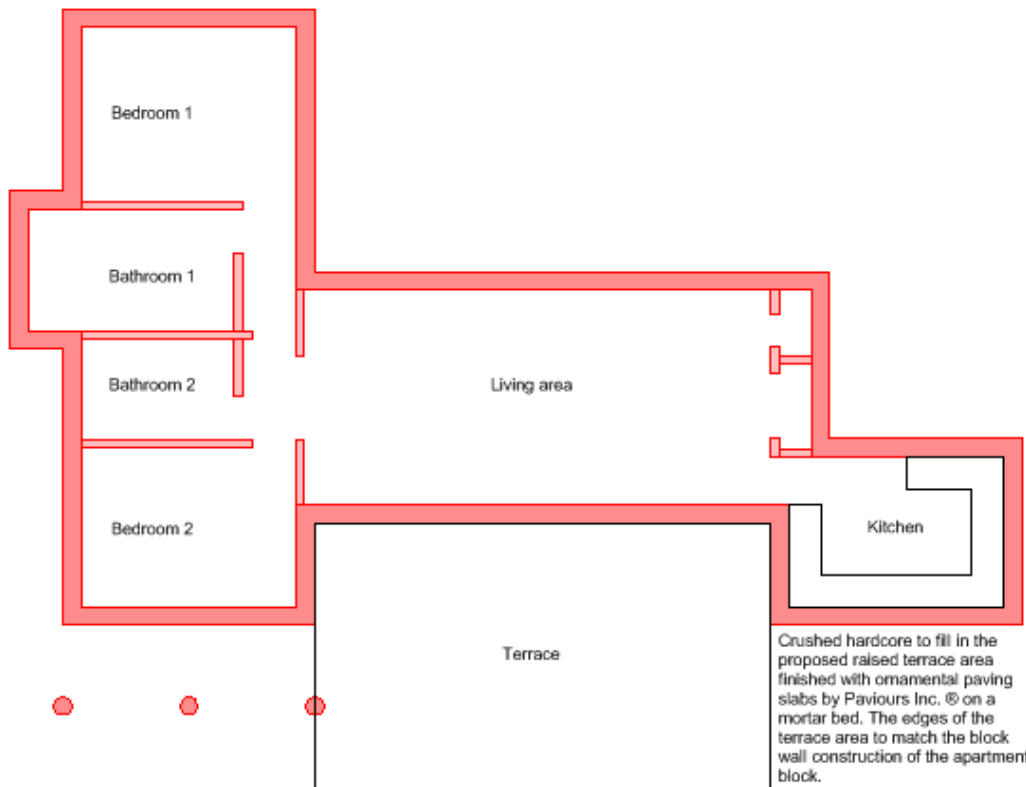 Bedroom 1
Bathroom 1
Bathroom 2
Living area
Bedroom 2
Kitchen
Terrace
Crushed hardcore to fill in the
proposed raised terrace area
finished with ornamental paving
slabs by Paviours Inc. ® on a
mortar bed. The edges of the
terrace area to match the block
wall construction of the apartment
block.